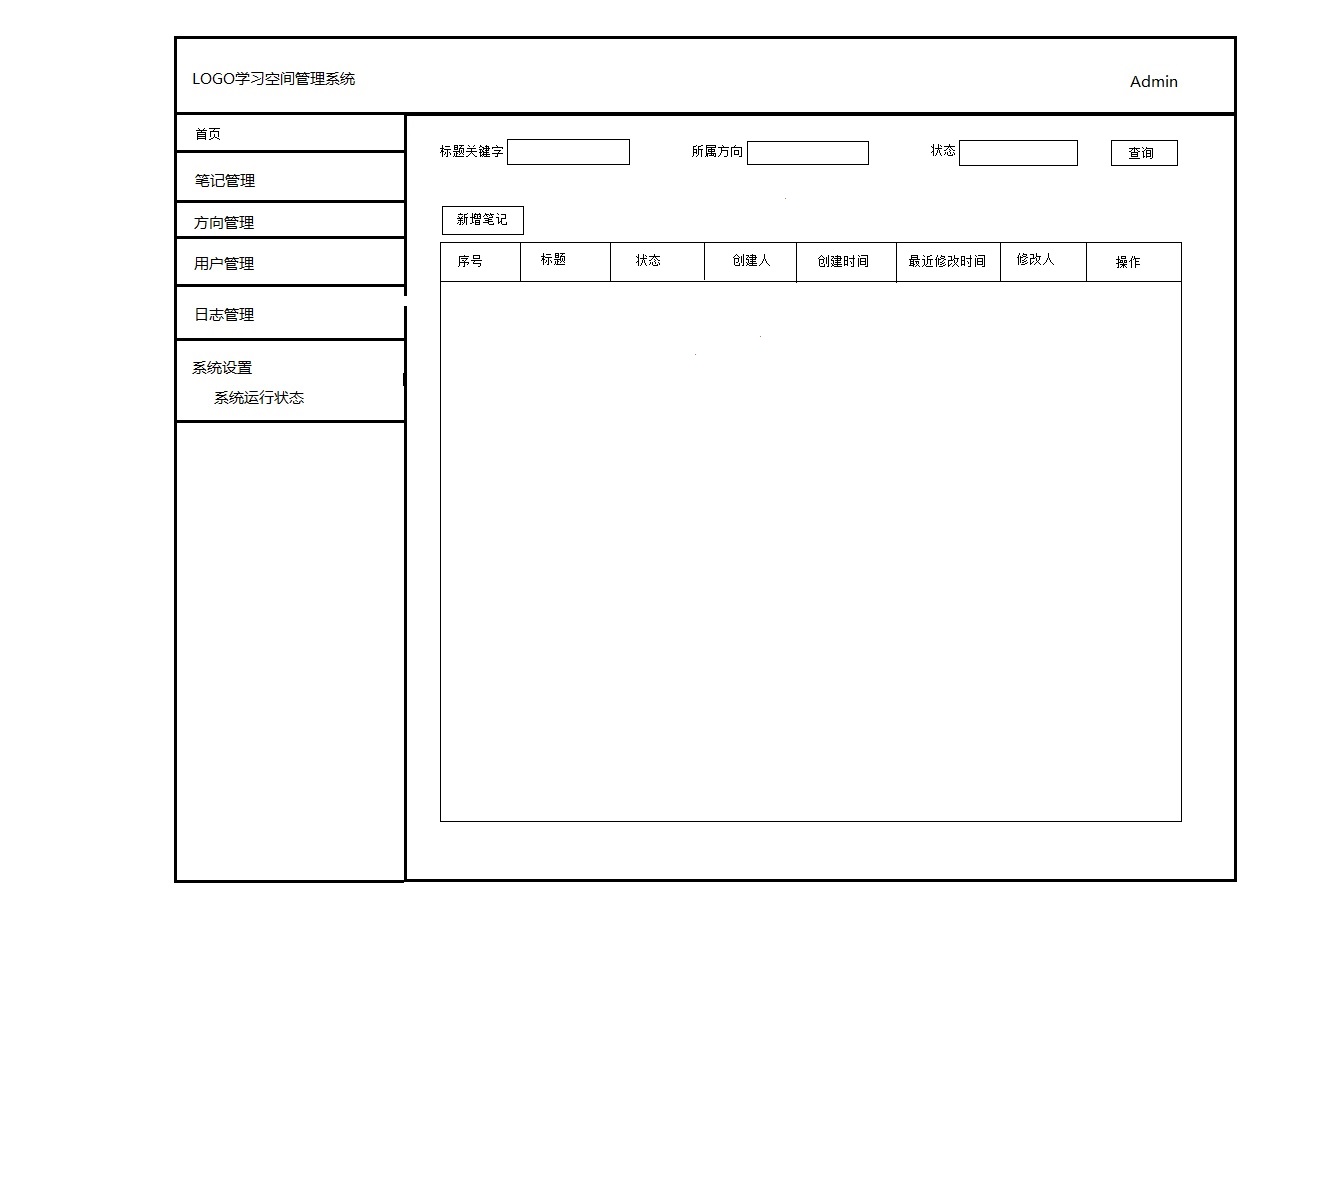 LOGO学习空间管理系统
Admin
首页
笔记管理
方向管理
用户管理
日志管理
系统设置
系统运行状态
标题关键字
所属方向
状态
查询
新增笔记
序号
标题
状态
创建人
创建时间
最近修改时间
修改人
操作